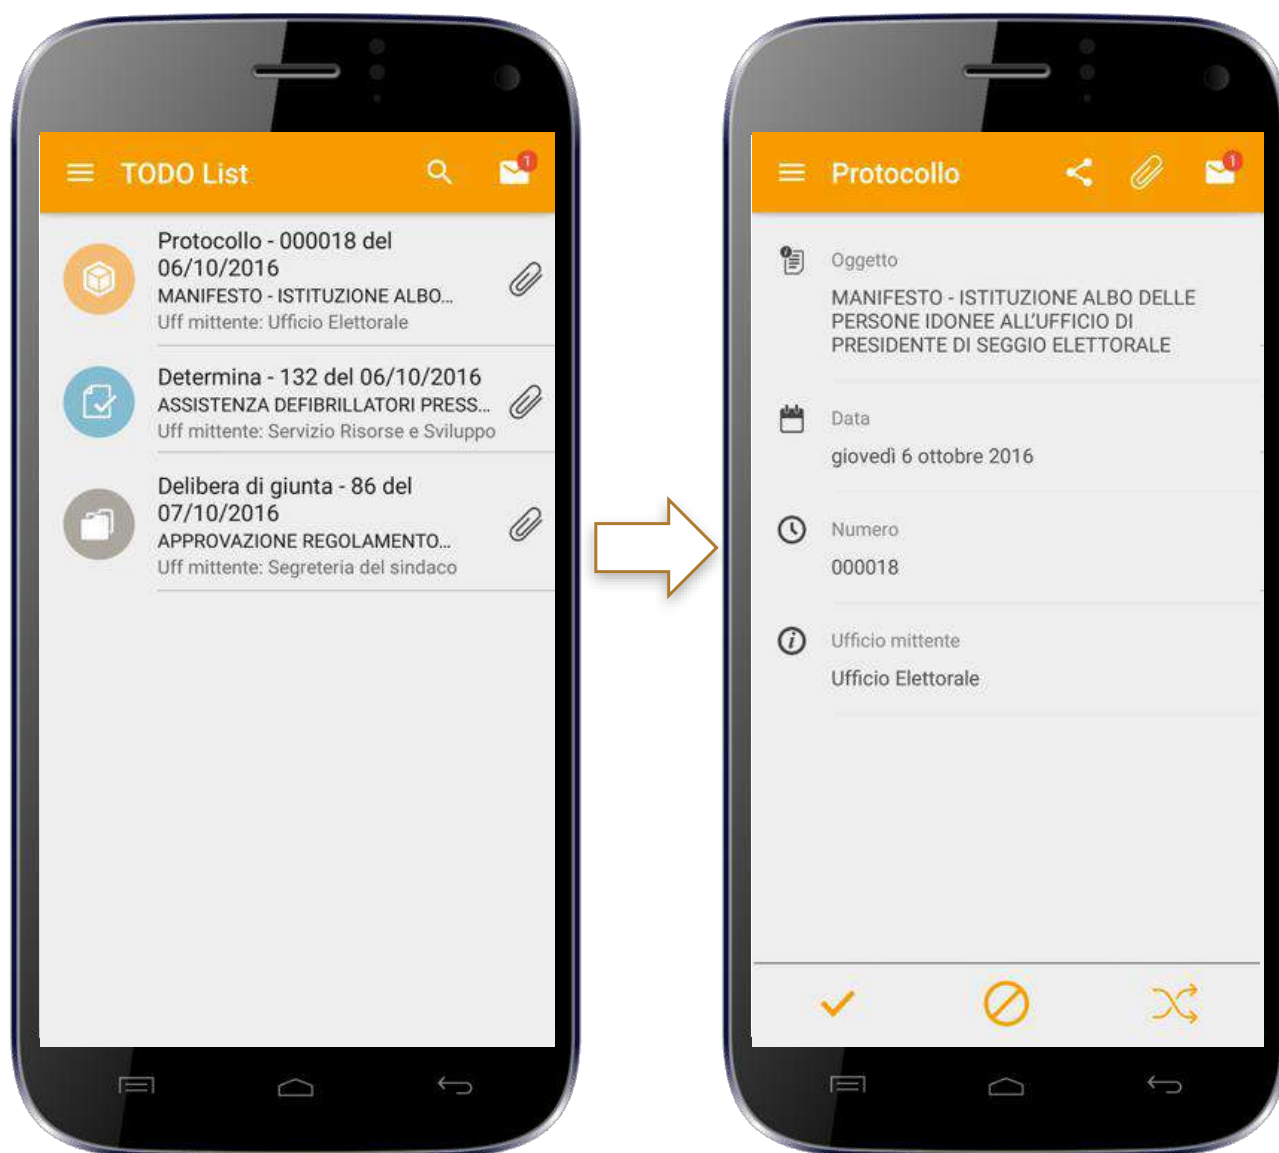 TODO List
1
Protocollo - 000018 del
06/10/2016
MANIFESTO - ISTITUZIONE ALBO...
Uff mittente: Ufficio Elettorale
Determina - 132 del 06/10/2016
ASSISTENZA DEFIBRILLATORI PRESS...
Uff mittente: Servizio Risorse e Sviluppo
Delibera di giunta - 86 del
07/10/2016
APPROVAZIONE REGOLAMENTO...
Uff mittente: Segreteria del sindaco
Protocollo
1
Oggetto
MANIFESTO - ISTITUZIONE ALBO DELLE
PERSONE IDONEE ALL'UFFICIO DI
PRESIDENTE DI SEGGIO ELETTORALE
Data
giovedì 6 ottobre 2016
Numero
000018
Ufficio mittente
Ufficio Elettorale